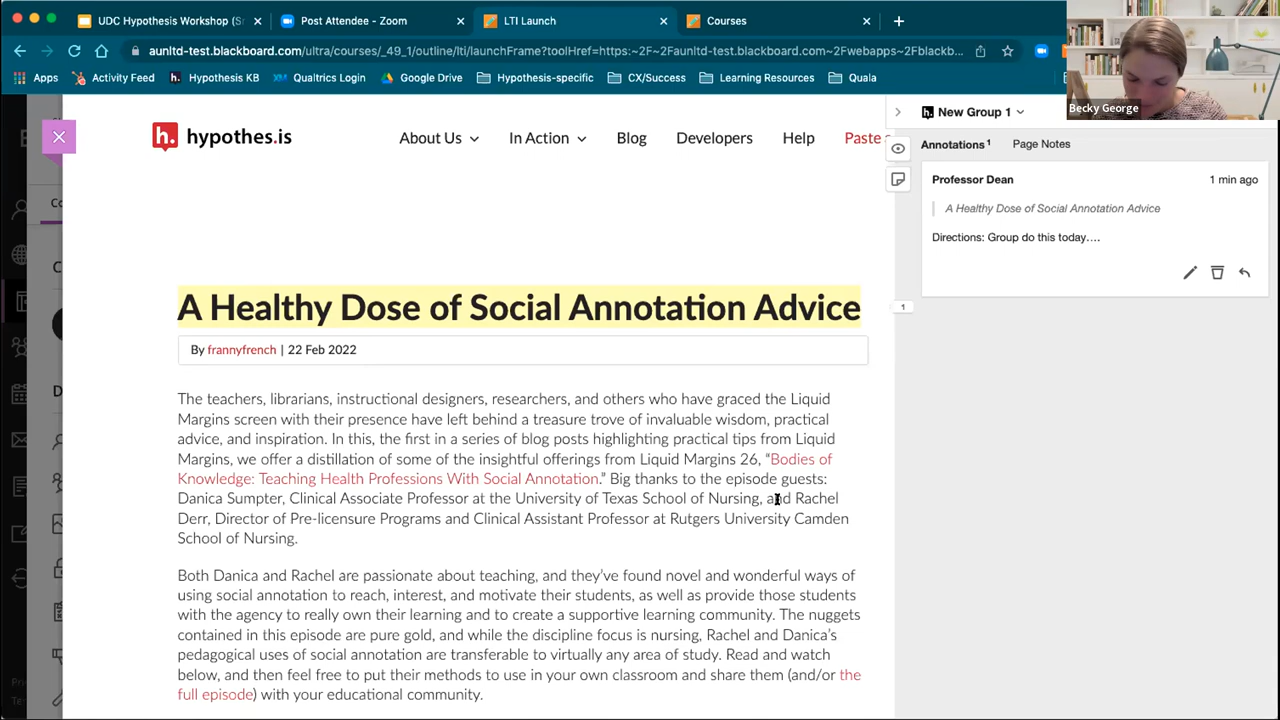 UDC Hypothesis Workshop (S
Post Attendee - Zoom
LTI Launch
Courses
aunltd-test.blackboard.com/ultra/courses/_49_1/outline/lti/launchFrame?toolHref=https:~2F~2Faunltd-test.blackboard.com~2Fwebapps~2Fblackb...
Apps
Activity Feed
Hypothesis KB
Qualtrics Login
Google Drive
Hypothesis-specific
CX/Success
Learning Resources
Quala
Becky George
h. hypothes.is
About Us
In Action
Blog
Developers
Help
Paste
New Group 1
Annotations 1
Page Notes
Professor Dean
1 min ago
A Healthy Dose of Social Annotation Advice
Directions: Group do this today....
1
A Healthy Dose of Social Annotation Advice
By frannyfrench | 22 Feb 2022
The teachers, librarians, instructional designers, researchers, and others who have graced the Liquid
Margins screen with their presence have left behind a treasure trove of invaluable wisdom, practical
advice, and inspiration. In this, the first in a series of blog posts highlighting practical tips from Liquid
Margins, we offer a distillation of some of the insightful offerings from Liquid Margins 26, “Bodies of
Knowledge: Teaching Health Professions With Social Annotation.” Big thanks to the episode guests:
Danica Sumpter, Clinical Associate Professor at the University of Texas School of Nursing, and Rachel
Derr, Director of Pre-licensure Programs and Clinical Assistant Professor at Rutgers University Camden
School of Nursing.
Both Danica and Rachel are passionate about teaching, and they’ve found novel and wonderful ways of
using social annotation to reach, interest, and motivate their students, as well as provide those students
with the agency to really own their learning and to create a supportive learning community. The nuggets
contained in this episode are pure gold, and while the discipline focus is nursing, Rachel and Danica’s
pedagogical uses of social annotation are transferable to virtually any area of study. Read and watch
below, and then feel free to put their methods to use in your own classroom and share them (and/or the
full episode) with your educational community.